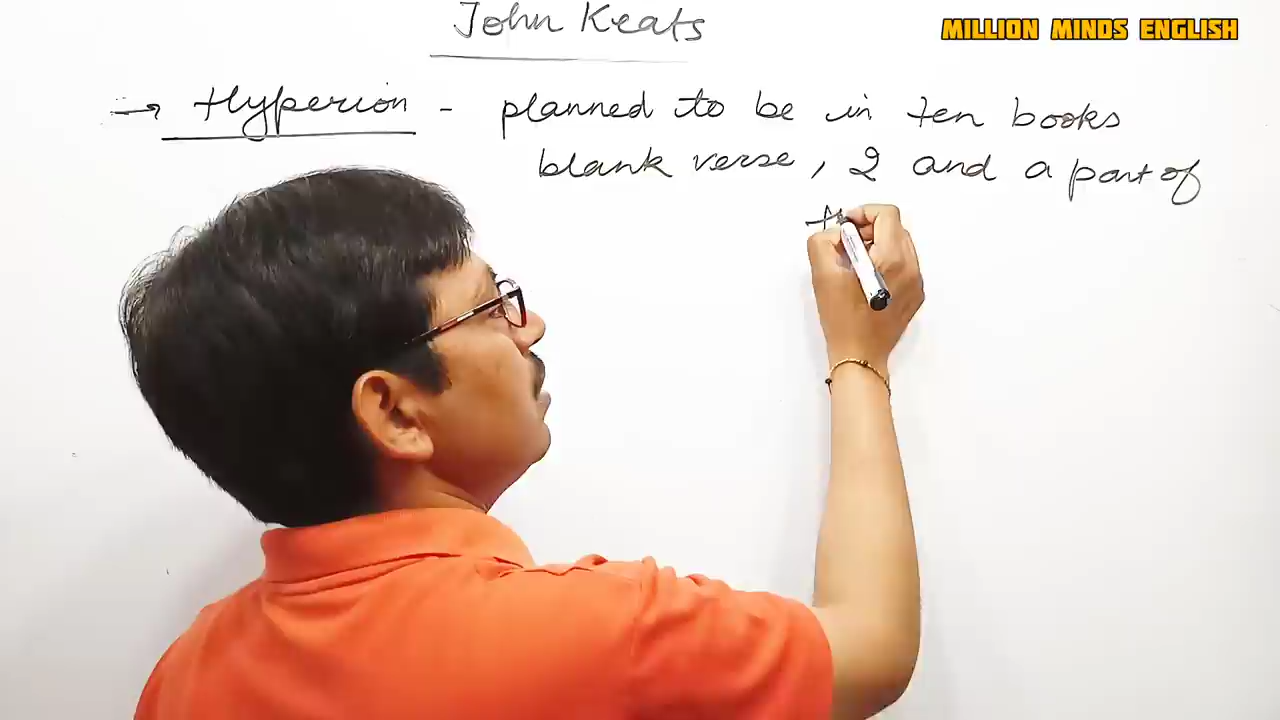 John Keats
MILLION MINDS ENGLISH
→ Hyperion - planned to be in ten books
blank verse, 2 and a part of